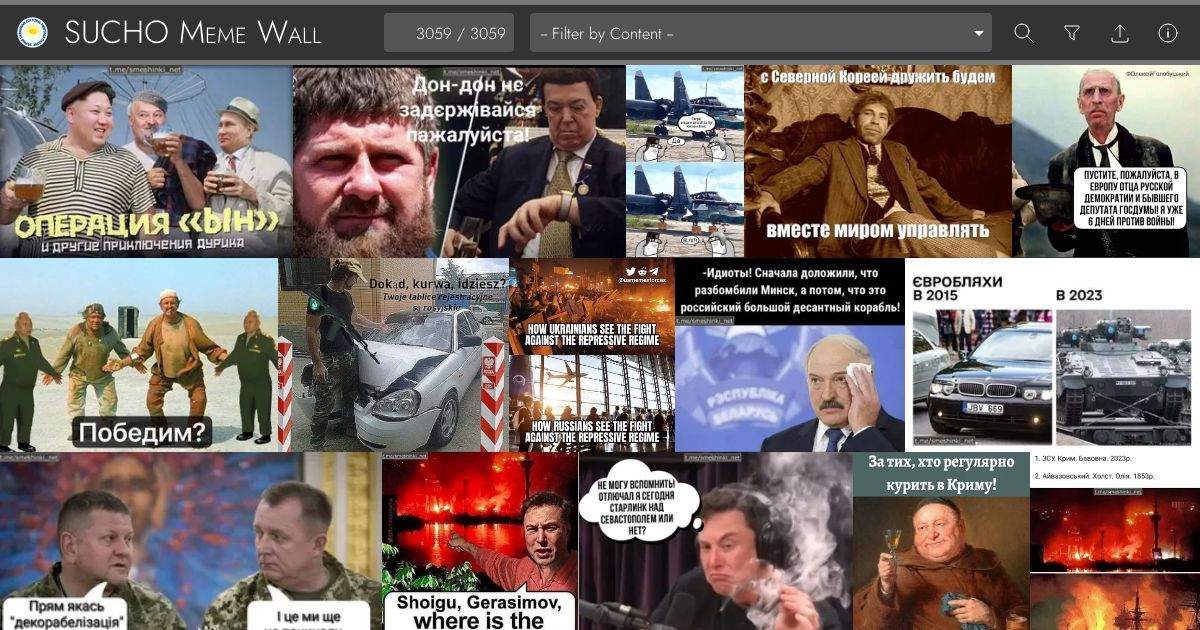 SUCHO Meme Wall
3059 / 3059
– Filter by Content –
t.me/smeshinki_net
ОПЕРАЦИЯ «ЫН»
И ДРУГИЕ ПРИКЛЮЧЕНИЯ ДУРИКА
t.me/smeshinki_net
Дон-дон не
задерживайся
пожалуйста!
Да
с Северной Кореей дружить будем
вместе миром управлять
@ОлексійГолобуцький
ПУСТИТЕ, ПОЖАЛУЙСТА, В
ЕВРОПУ ОТЦА РУССКОЙ
ДЕМОКРАТИИ И БЫВШЕГО
ДЕПУТАТА ГОСДУМЫ! Я УЖЕ
6 ДНЕЙ ПРОТИВ ВОЙНЫ!
Победим?
Dokąd, kurwa, idziesz?
Twoje tablice rejestracyjne
są rosyjskie
@uamemesforces
HOW UKRAINIANS SEE THE FIGHT
AGAINST THE REPRESSIVE REGIME
HOW RUSSIANS SEE THE FIGHT
AGAINST THE REPRESSIVE REGIME
-Идиоты! Сначала доложили, что
разбомбили Минск, а потом, что это
российский большой десантный корабль!
t.me/smeshinki_net
РЭСПУБЛІКА
БЕЛАРУСЬ
ЄВРОБЛЯХИ
В 2015
В 2023
JBV 669
t.me/smeshinki_net
t.me/smeshinki_net
Прям якась
"декорабелізація"
І це ми ще
t.me/smeshinki_net
Shoigu, Gerasimov,
where is the
t.me/smeshinki_net
НЕ МОГУ ВСПОМНИТЬ!
ОТЛЮЧАЛ Я СЕГОДНЯ
СТАРЛИНК НАД
СЕВАСТОПОЛЕМ ИЛИ
НЕТ?
За тих, хто регулярно
курить в Криму!
1. ЗСУ. Крим. Бавовна. 2023р.
2. Айвазовський. Холст. Олія. 1853р.
t.me/smeshinki_net